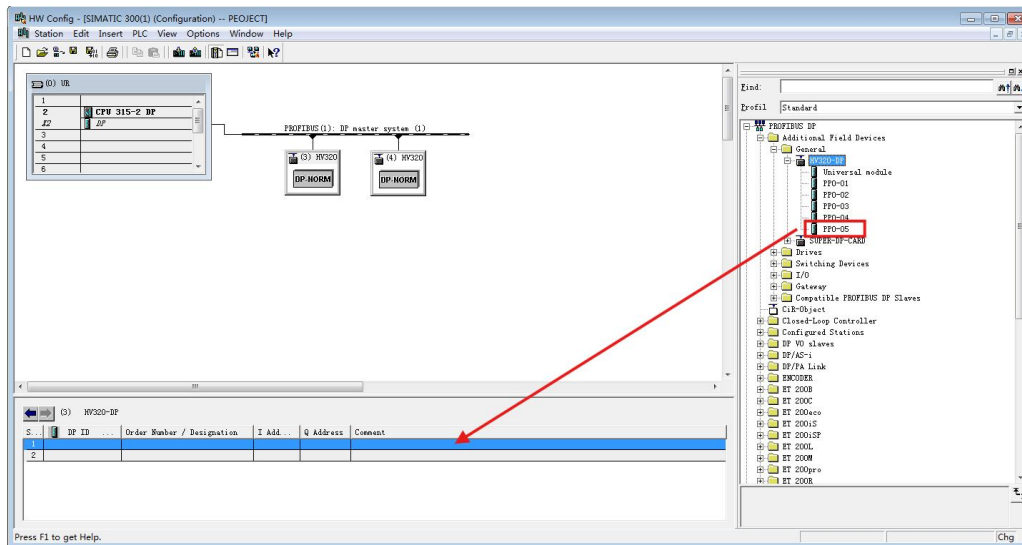 HW Config - [SIMATIC 300(1) (Configuration) -- PEOJECT]
Station Edit Insert PLC View Options Window Help
(0) UR
1
2 CPU 315-2 DP
X2 DP
3
4
5
6
PROFIBUS(1): DP master system (1)
(3) HV320
DP-NORM
(4) HV320
DP-NORM
Find:
Profil Standard
PROFIBUS DP
Additional Field Devices
General
HV320-DP
Universal module
PPO-01
PPO-02
PPO-03
PPO-04
PPO-05
SUPER-DP-CARD
Drives
Switching Devices
I/O
Gateway
Compatible PROFIBUS DP Slaves
CiR-Object
Closed-Loop Controller
Configured Stations
DP V0 slaves
DP/AS-i
DP/PA Link
ENCODER
ET 200B
ET 200C
ET 200eco
ET 200iS
ET 200iSP
ET 200L
ET 200M
ET 200pro
ET 200R
(3) HV320-DP
S... DP ID ... Order Number / Designation I Add... Q Address Comment
1
2
Press F1 to get Help.
Chg